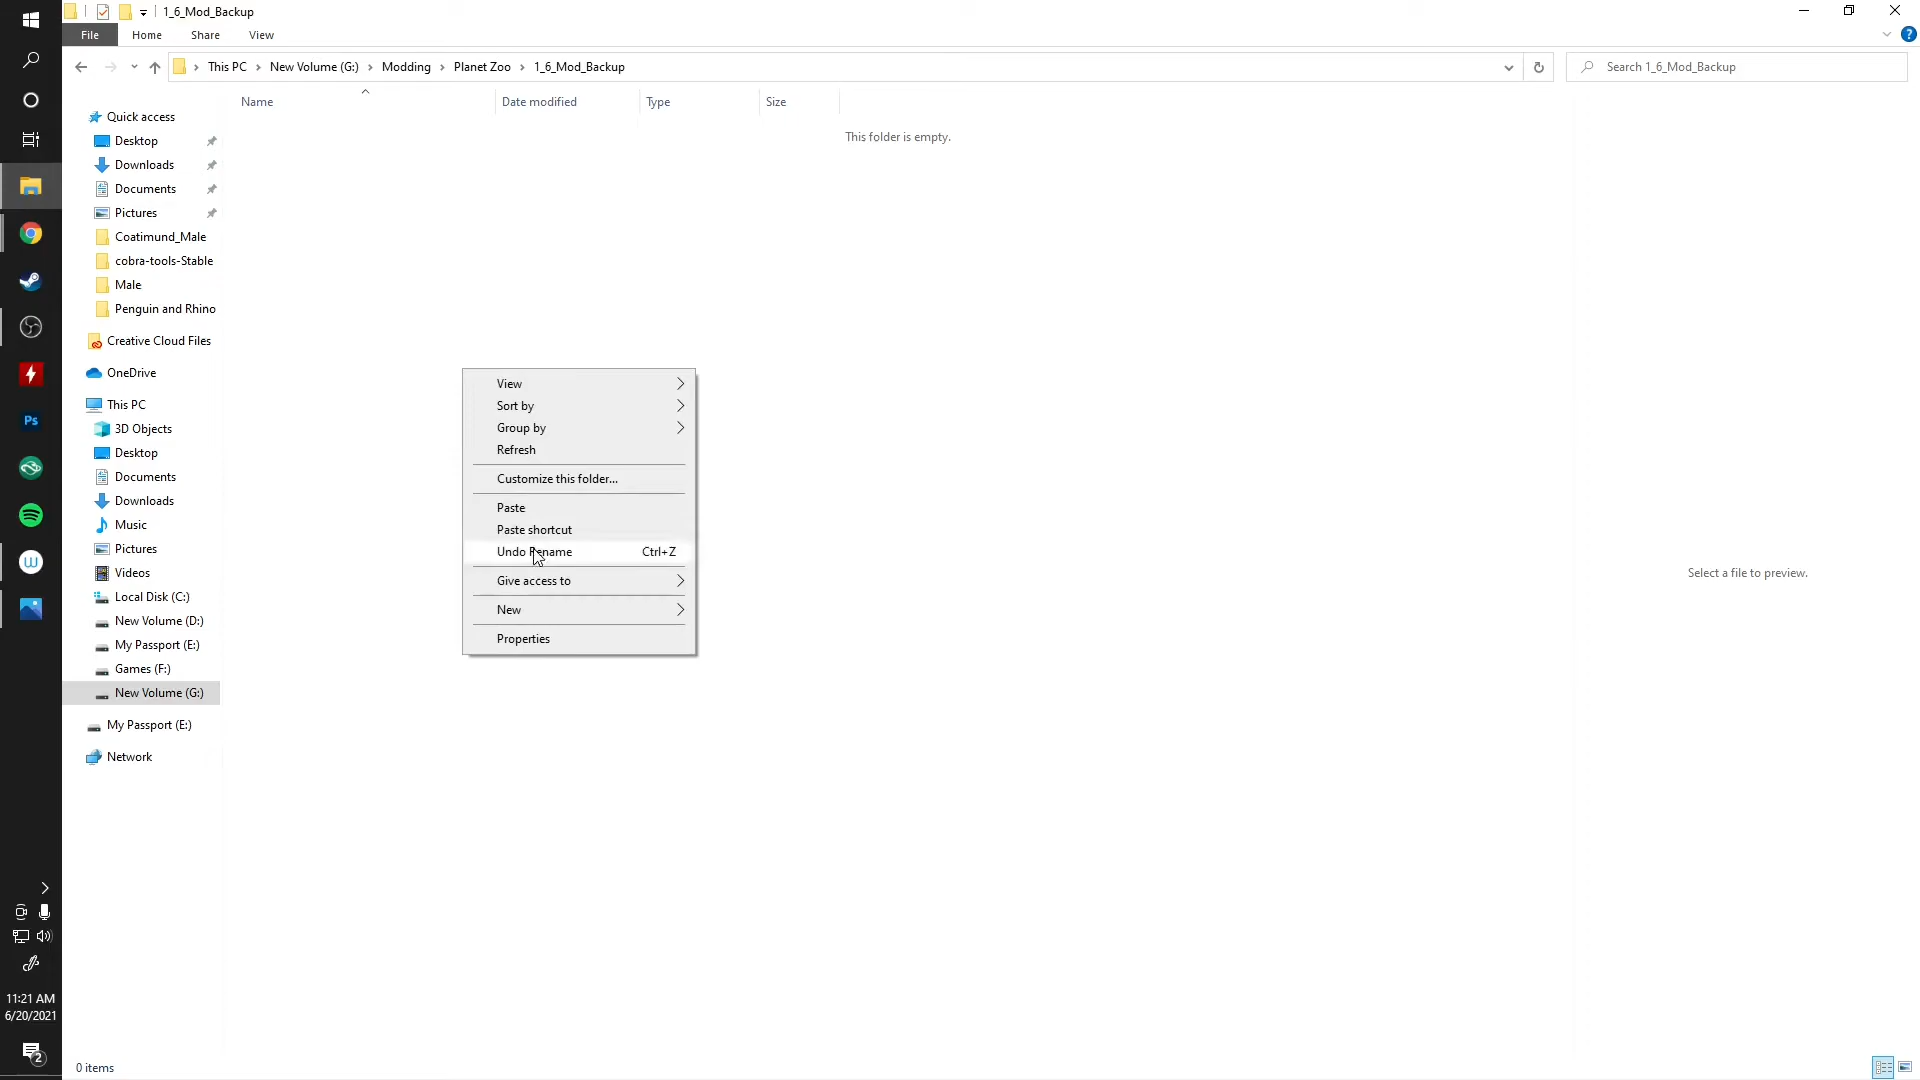 1_6_Mod_Backup
File
Home
Share
View
This PC
New Volume (G:)
Modding
Planet Zoo
1_6_Mod_Backup
Search 1_6_Mod_Backup
Name
Date modified
Type
Size
This folder is empty.
Quick access
Desktop
Downloads
Documents
Pictures
Coatimund_Male
cobra-tools-Stable
Male
Penguin and Rhino
Creative Cloud Files
OneDrive
This PC
3D Objects
Desktop
Documents
Downloads
Music
Pictures
Videos
Local Disk (C:)
New Volume (D:)
My Passport (E:)
Games (F:)
New Volume (G:)
My Passport (E:)
Network
View
Sort by
Group by
Refresh
Customize this folder...
Paste
Paste shortcut
Undo Rename Ctrl+Z
Give access to
New
Properties
Select a file to preview.
Ps
11:21 AM
6/20/2021
2
0 items